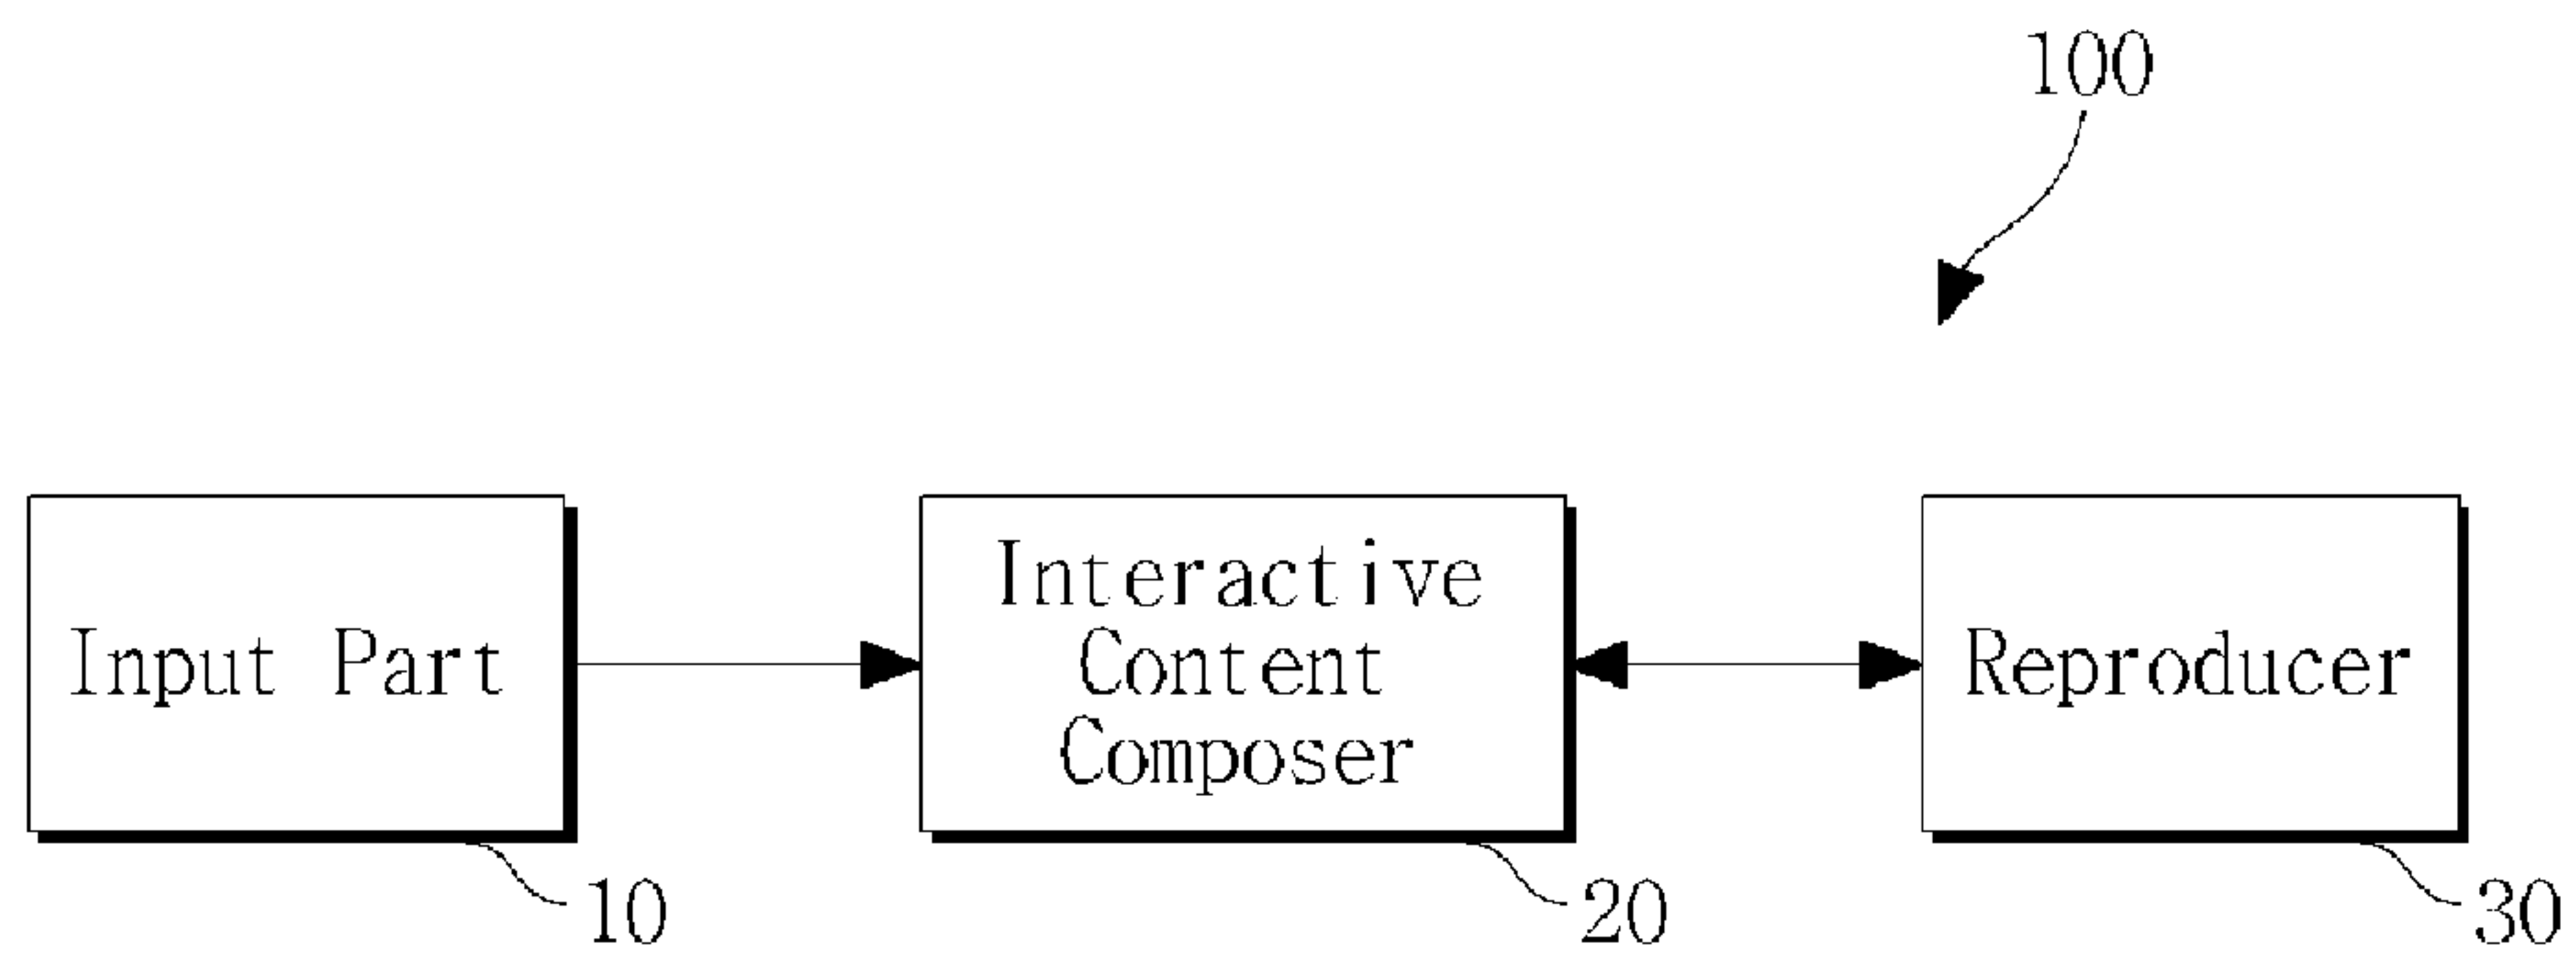 100
Input Part
Interactive
Content
Composer
Reproducer
10
20
30